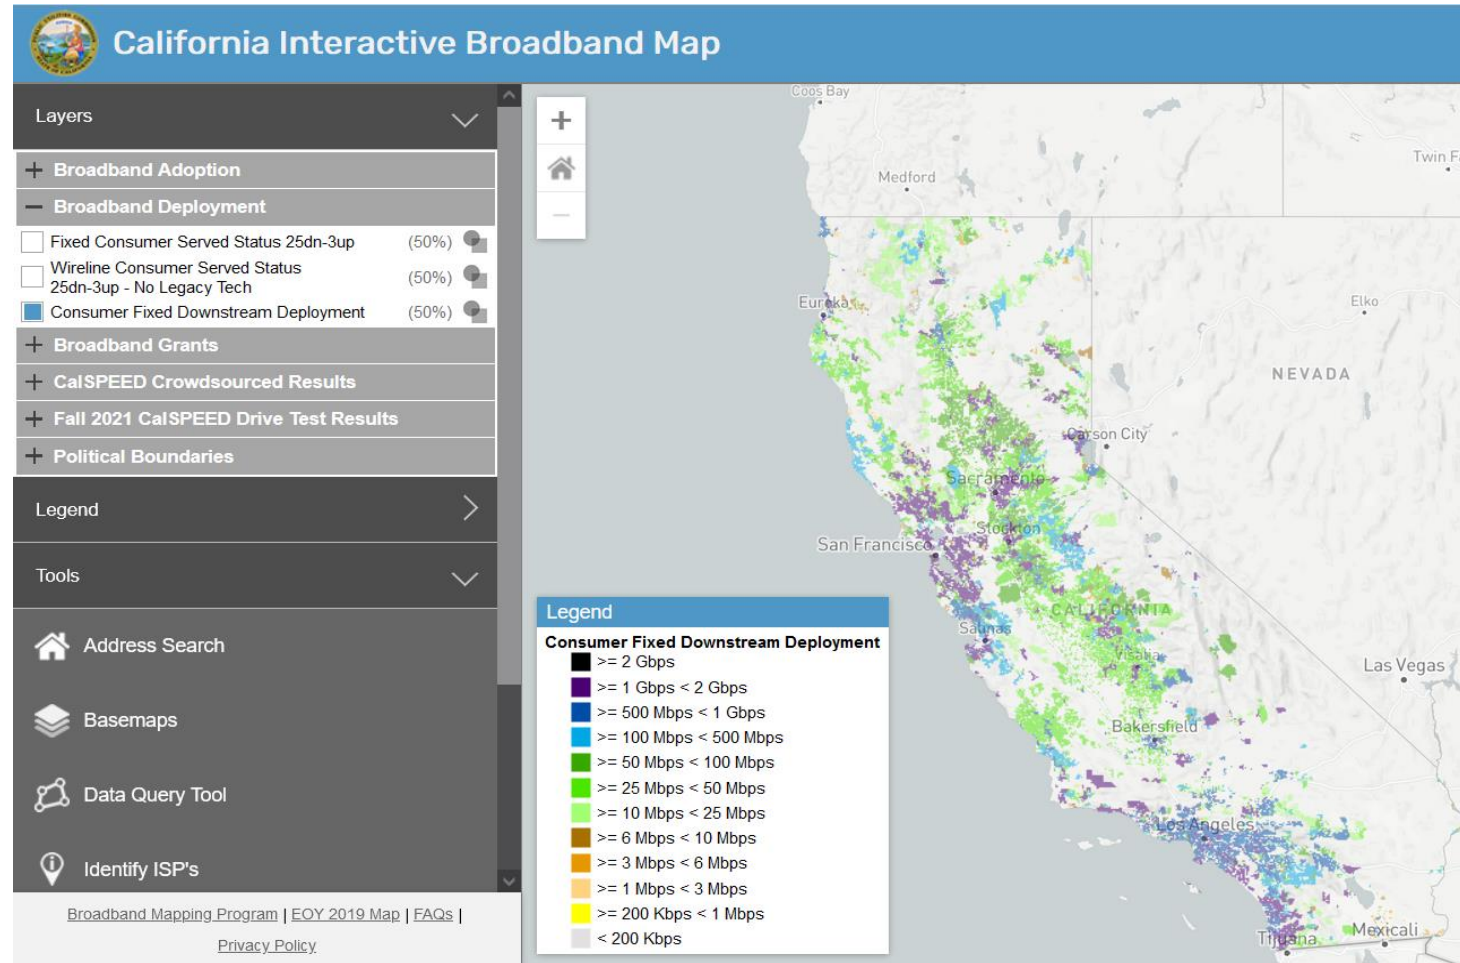 California Interactive Broadband Map
Layers
Broadband Adoption
Broadband Deployment
Fixed Consumer Served Status 25dn-3up (50%)
Wireline Consumer Served Status
25dn-3up - No Legacy Tech (50%)
Consumer Fixed Downstream Deployment (50%)
Broadband Grants
CalSPEED Crowdsourced Results
Fall 2021 CalSPEED Drive Test Results
Political Boundaries
Legend
Tools
Address Search
Basemaps
Data Query Tool
Identify ISP's
Broadband Mapping Program | EOY 2019 Map | FAQs |
Privacy Policy
Coos Bay
Medford
Twin F
Eureka
Elko
NEVADA
Carson City
Sacramento
Stockton
San Francisco
CALIFORNIA
Salinas
Visalia
Las Vegas
Bakersfield
Los Angeles
Mexicali
Tijuana
Legend
Consumer Fixed Downstream Deployment
>= 2 Gbps
>= 1 Gbps < 2 Gbps
>= 500 Mbps < 1 Gbps
>= 100 Mbps < 500 Mbps
>= 50 Mbps < 100 Mbps
>= 25 Mbps < 50 Mbps
>= 10 Mbps < 25 Mbps
>= 6 Mbps < 10 Mbps
>= 3 Mbps < 6 Mbps
>= 1 Mbps < 3 Mbps
>= 200 Kbps < 1 Mbps
< 200 Kbps